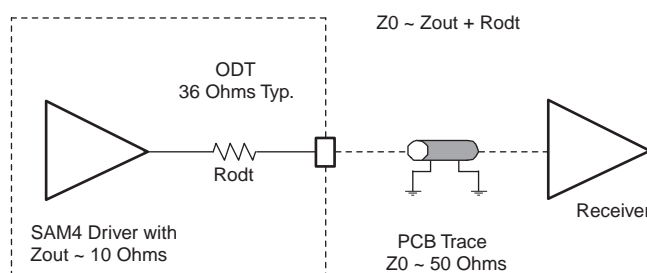 Z0 ~ Zout + Rodt
ODT
36 Ohms Typ.
Rodt
Receiver
SAM4 Driver with
Zout ~ 10 Ohms
PCB Trace
Z0 ~ 50 Ohms